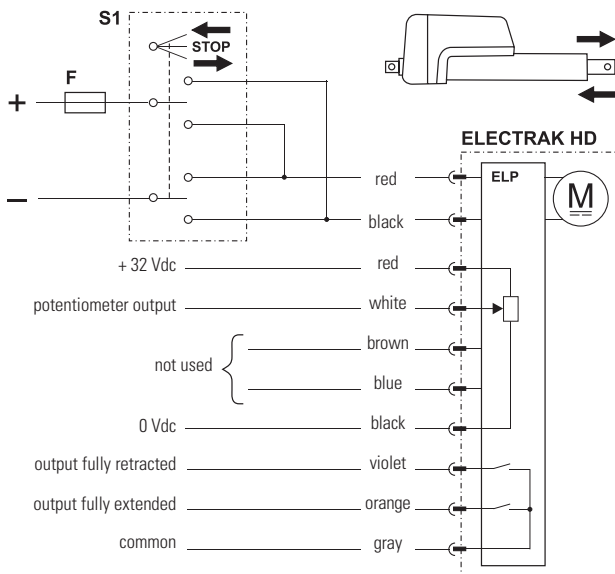 S1
STOP
F
+
−
ELECTRAK HD
ELP
M
red
black
+ 32 Vdc red
potentiometer output white
not used
brown
blue
0 Vdc black
output fully retracted violet
output fully extended orange
common gray